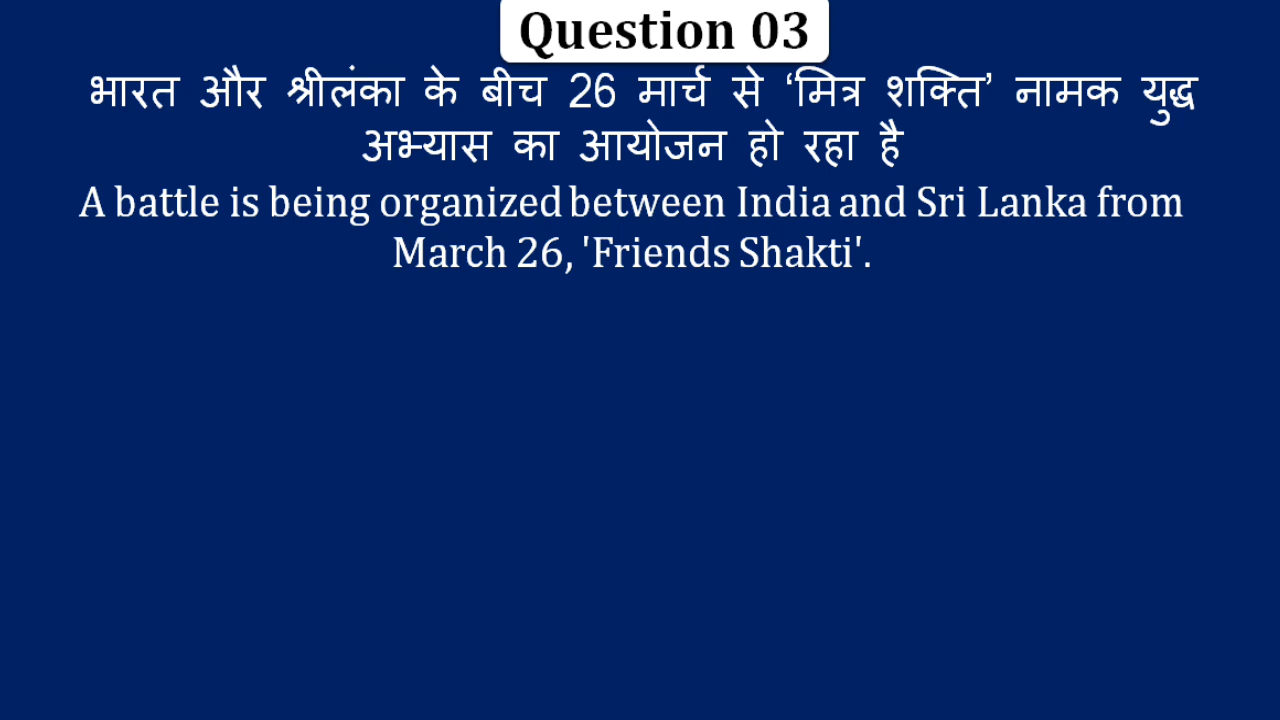 Question 03
भारत और श्रीलंका के बीच 26 मार्च से ‘मित्र शक्ति’ नामक युद्ध
अभ्यास का आयोजन हो रहा है
A battle is being organized between India and Sri Lanka from
March 26, 'Friends Shakti'.